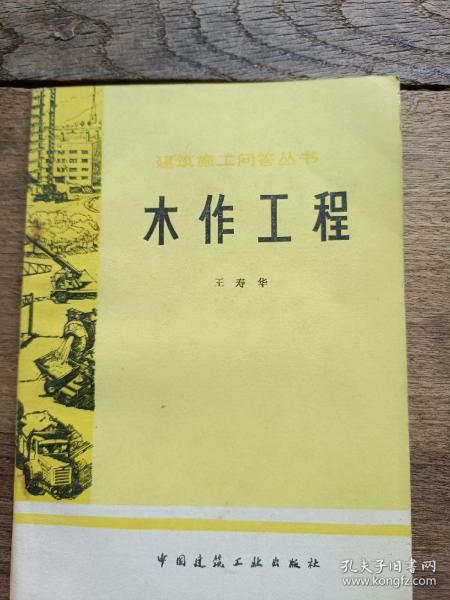 建筑施工问答丛书
木作工程
王寿华
中国建筑工业出版社
孔夫子旧书网
www.kongfz.com